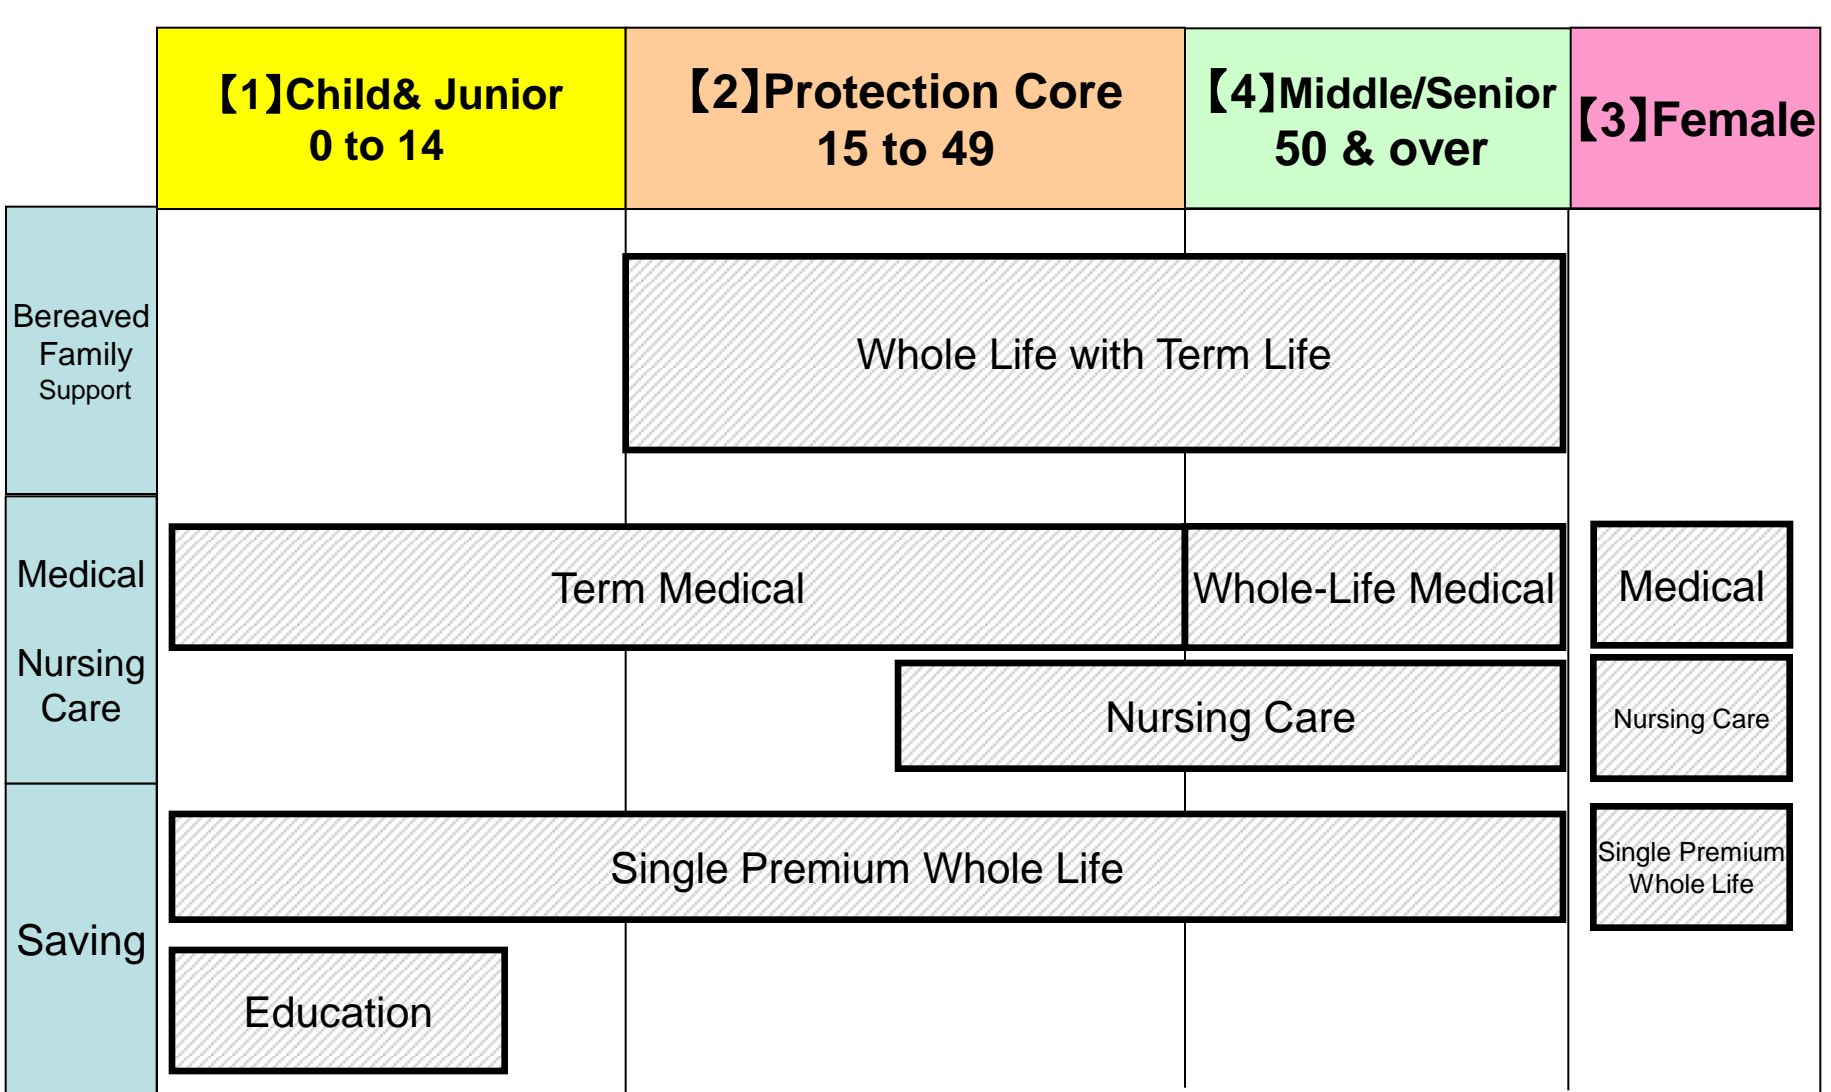 【1】Child& Junior
0 to 14
【2】Protection Core
15 to 49
【4】Middle/Senior
50 & over
【3】Female
Bereaved
Family
Support
Whole Life with Term Life
Medical
Nursing
Care
Term Medical
Whole-Life Medical
Medical
Nursing Care
Nursing Care
Saving
Single Premium Whole Life
Single Premium
Whole Life
Education